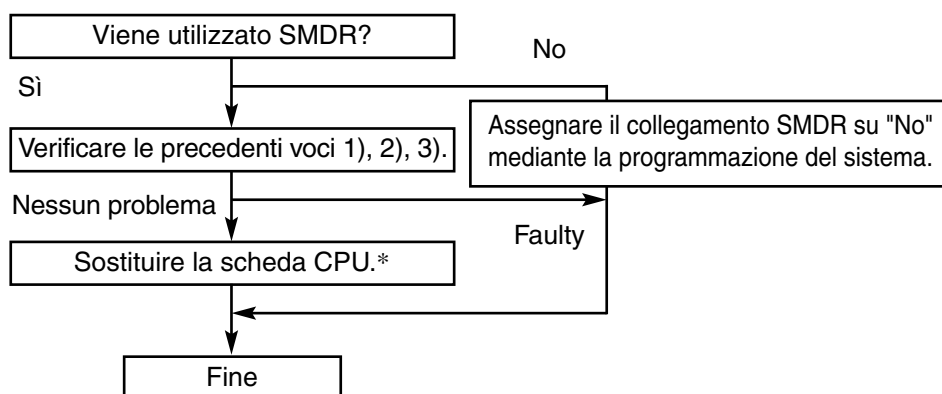 Viene utilizzato SMDR?
No
Sì
Assegnare il collegamento SMDR su "No"
mediante la programmazione del sistema.
Verificare le precedenti voci 1), 2), 3).
Nessun problema
Faulty
Sostituire la scheda CPU.*
Fine